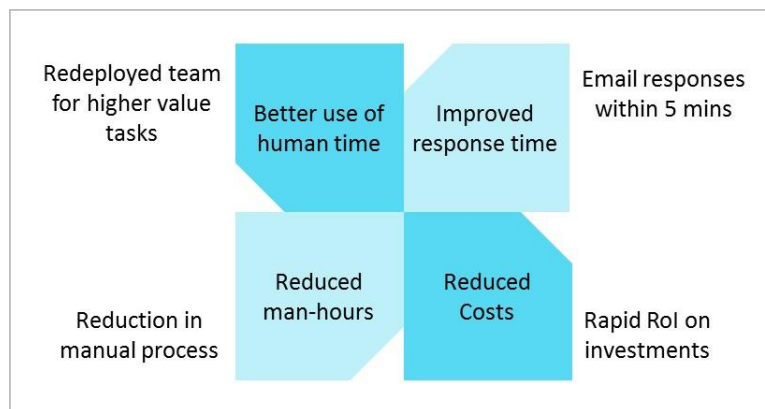 Redeployed team
for higher value
tasks
Better use of
human time
Improved
response time
Email responses
within 5 mins
Reduction in
manual process
Reduced
man-hours
Reduced
Costs
Rapid RoI on
investments